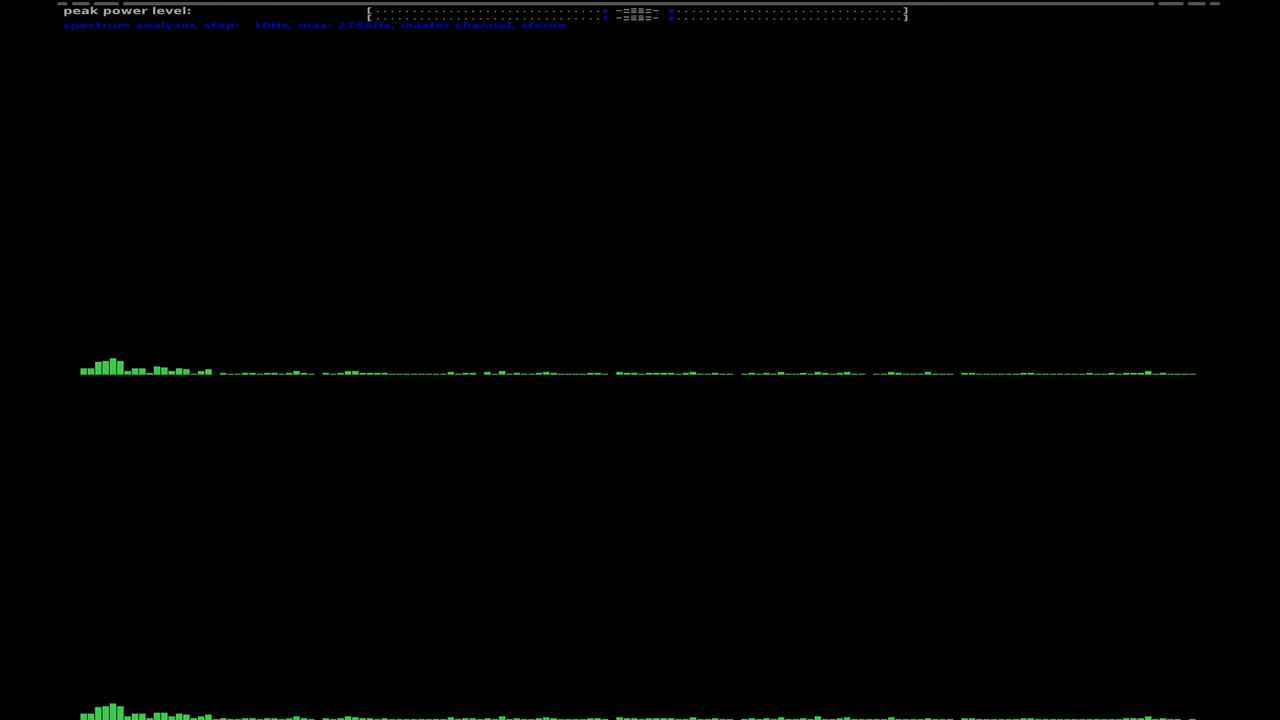 peak power level:
spectrum analyser, step: 10Hz, max: 2756Hz, master channel, stereo